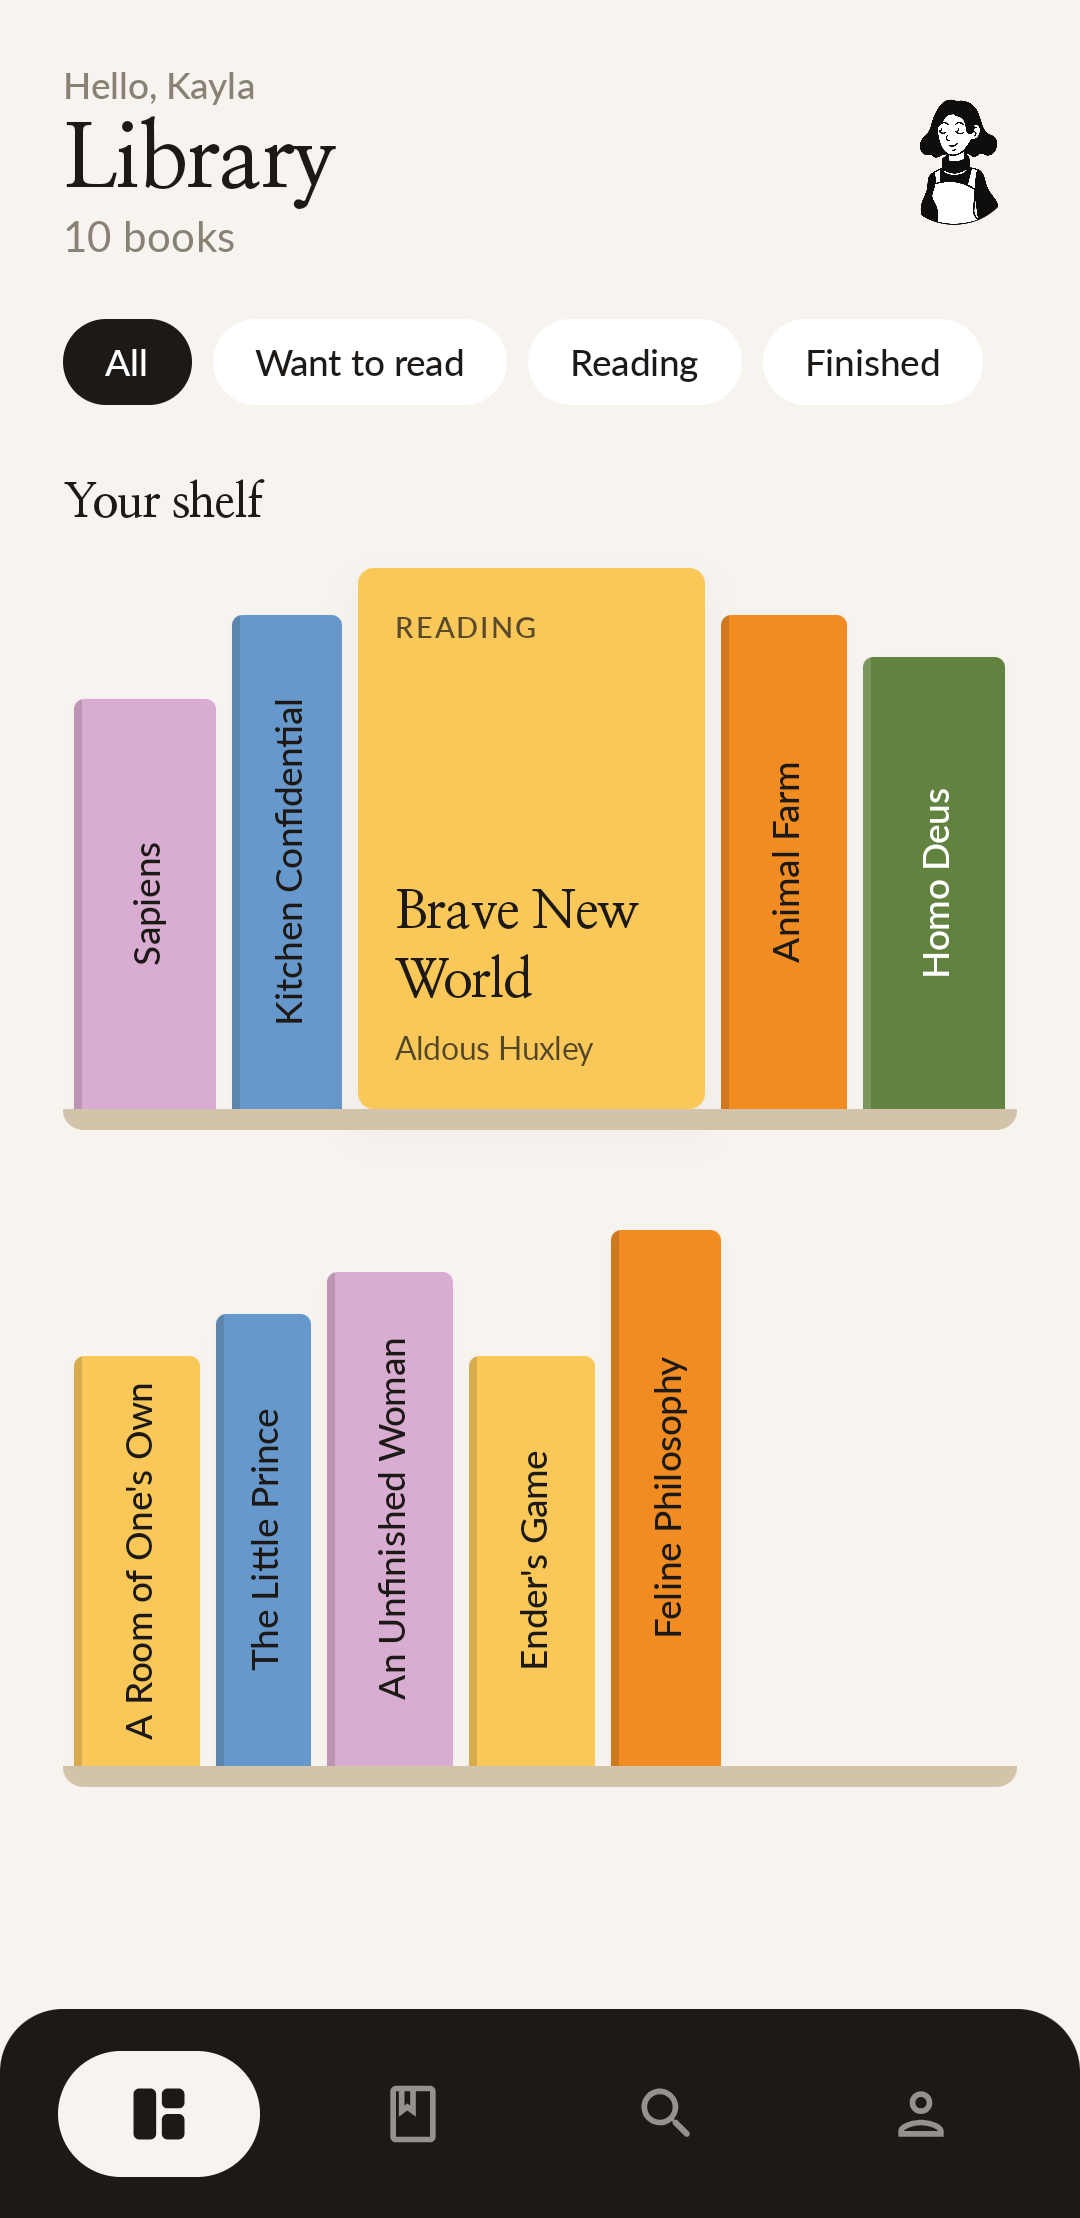 Hello, Kayla
Library
10 books
All
Want to read
Reading
Finished
Your shelf
Sapiens
Kitchen Confidential
READING
Brave New
World
Aldous Huxley
Animal Farm
Homo Deus
A Room of One's Own
The Little Prince
An Unfinished Woman
Ender's Game
Feline Philosophy